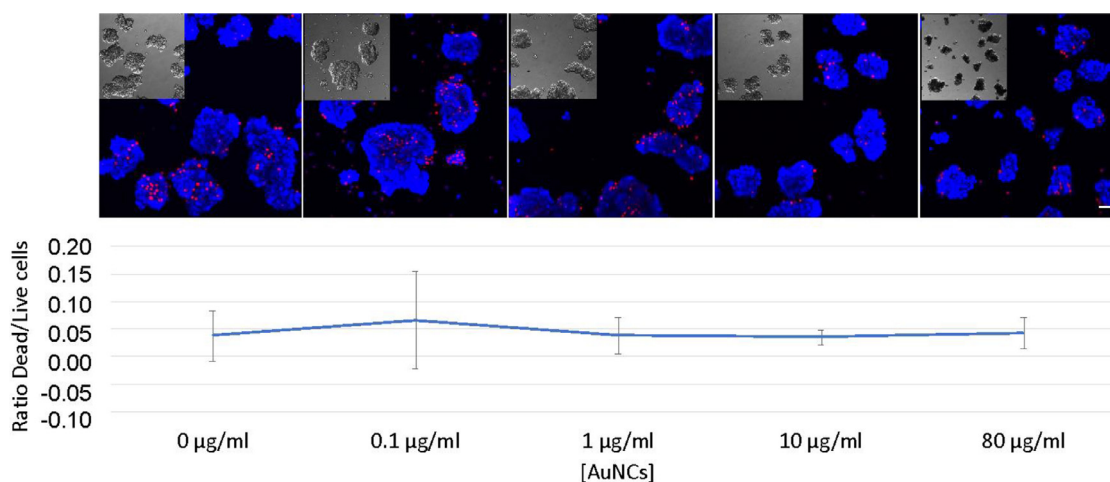 Ratio Dead/Live cells
0.20
0.15
0.10
0.05
0.00
-0.05
-0.10
0 µg/ml
0.1 µg/ml
1 µg/ml
10 µg/ml
80 µg/ml
[AuNCs]